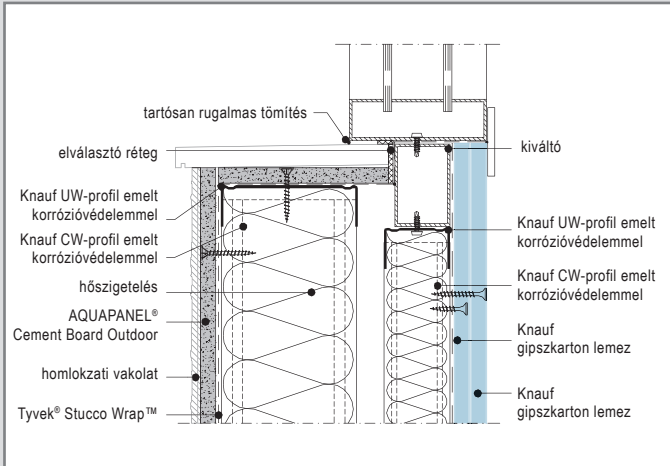 tartósan rugalmas tömítés
elválasztó réteg
Knauf UW-profil emelt
korrózióvédelemmel
Knauf CW-profil emelt
korrózióvédelemmel
hőszigetelés
AQUAPANEL®
Cement Board Outdoor
homlokzati vakolat
Tyvek® Stucco Wrap™
kiváltó
Knauf UW-profil emelt
korrózióvédelemmel
Knauf CW-profil emelt
korrózióvédelemmel
Knauf
gipszkarton lemez
Knauf
gipszkarton lemez